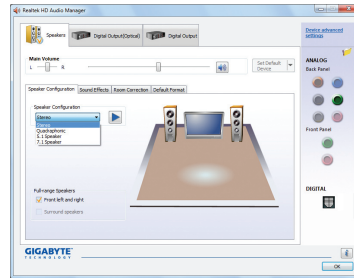 Realtek HD Audio Manager
Speakers
Digital Output(Optical)
Digital Output
Device advanced settings
Main Volume
L
R
Set Default Device
ANALOG
Back Panel
Speaker Configuration
Sound Effects
Room Correction
Default Format
Speaker Configuration
Stereo
Stereo
Quadraphonic
5.1 Speaker
7.1 Speaker
Front Panel
Full-range Speakers
Front left and right
Surround speakers
DIGITAL
GIGABYTE
TECHNOLOGY
i
OK